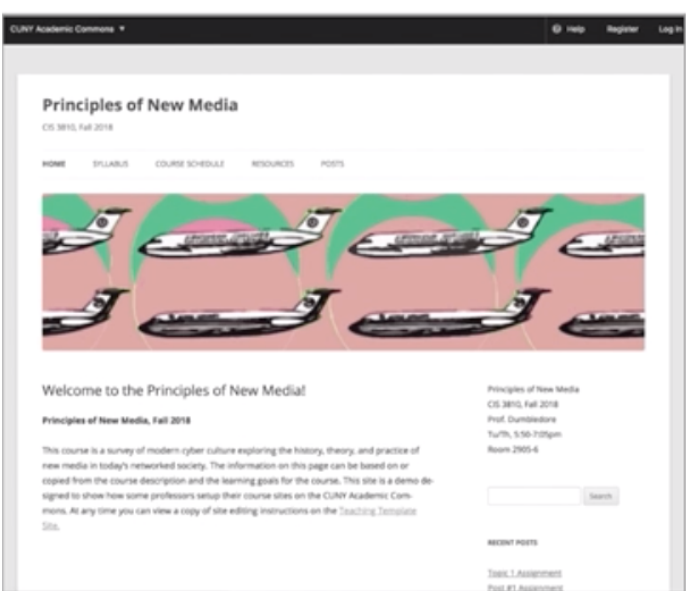 CUNY Academic Commons ▼
Help Register Log In
Principles of New Media
CIS 3810, Fall 2018
HOME SYLLABUS COURSE SCHEDULE RESOURCES POSTS
Welcome to the Principles of New Media!
Principles of New Media, Fall 2018
This course is a survey of modern cyber culture exploring the history, theory, and practice of
new media in today's networked society. The information on this page can be based on or
copied from the course description and the learning goals for the course. This site is a demo de-
signed to show how some professors setup their course sites on the CUNY Academic Com-
mons. At any time you can view a copy of site editing instructions on the Teaching Template
Site.
Principles of New Media
CIS 3810, Fall 2018
Prof. Dumbledore
Tu/Th, 5:50-7:05pm
Room 2905-6
Search
RECENT POSTS
Topic 1 Assignment
Post #1 Assignment